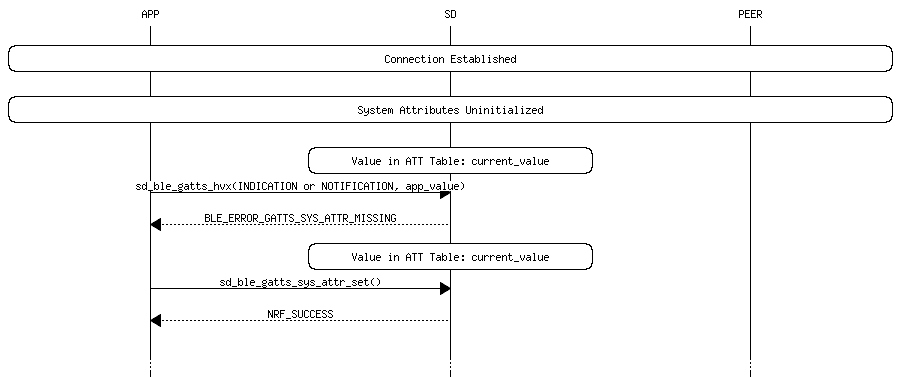 APP SD PEER
Connection Established
System Attributes Uninitialized
Value in ATT Table: current_value
sd_ble_gatts_hvx(INDICATION or NOTIFICATION, app_value)
BLE_ERROR_GATTS_SYS_ATTR_MISSING
Value in ATT Table: current_value
sd_ble_gatts_sys_attr_set()
NRF_SUCCESS